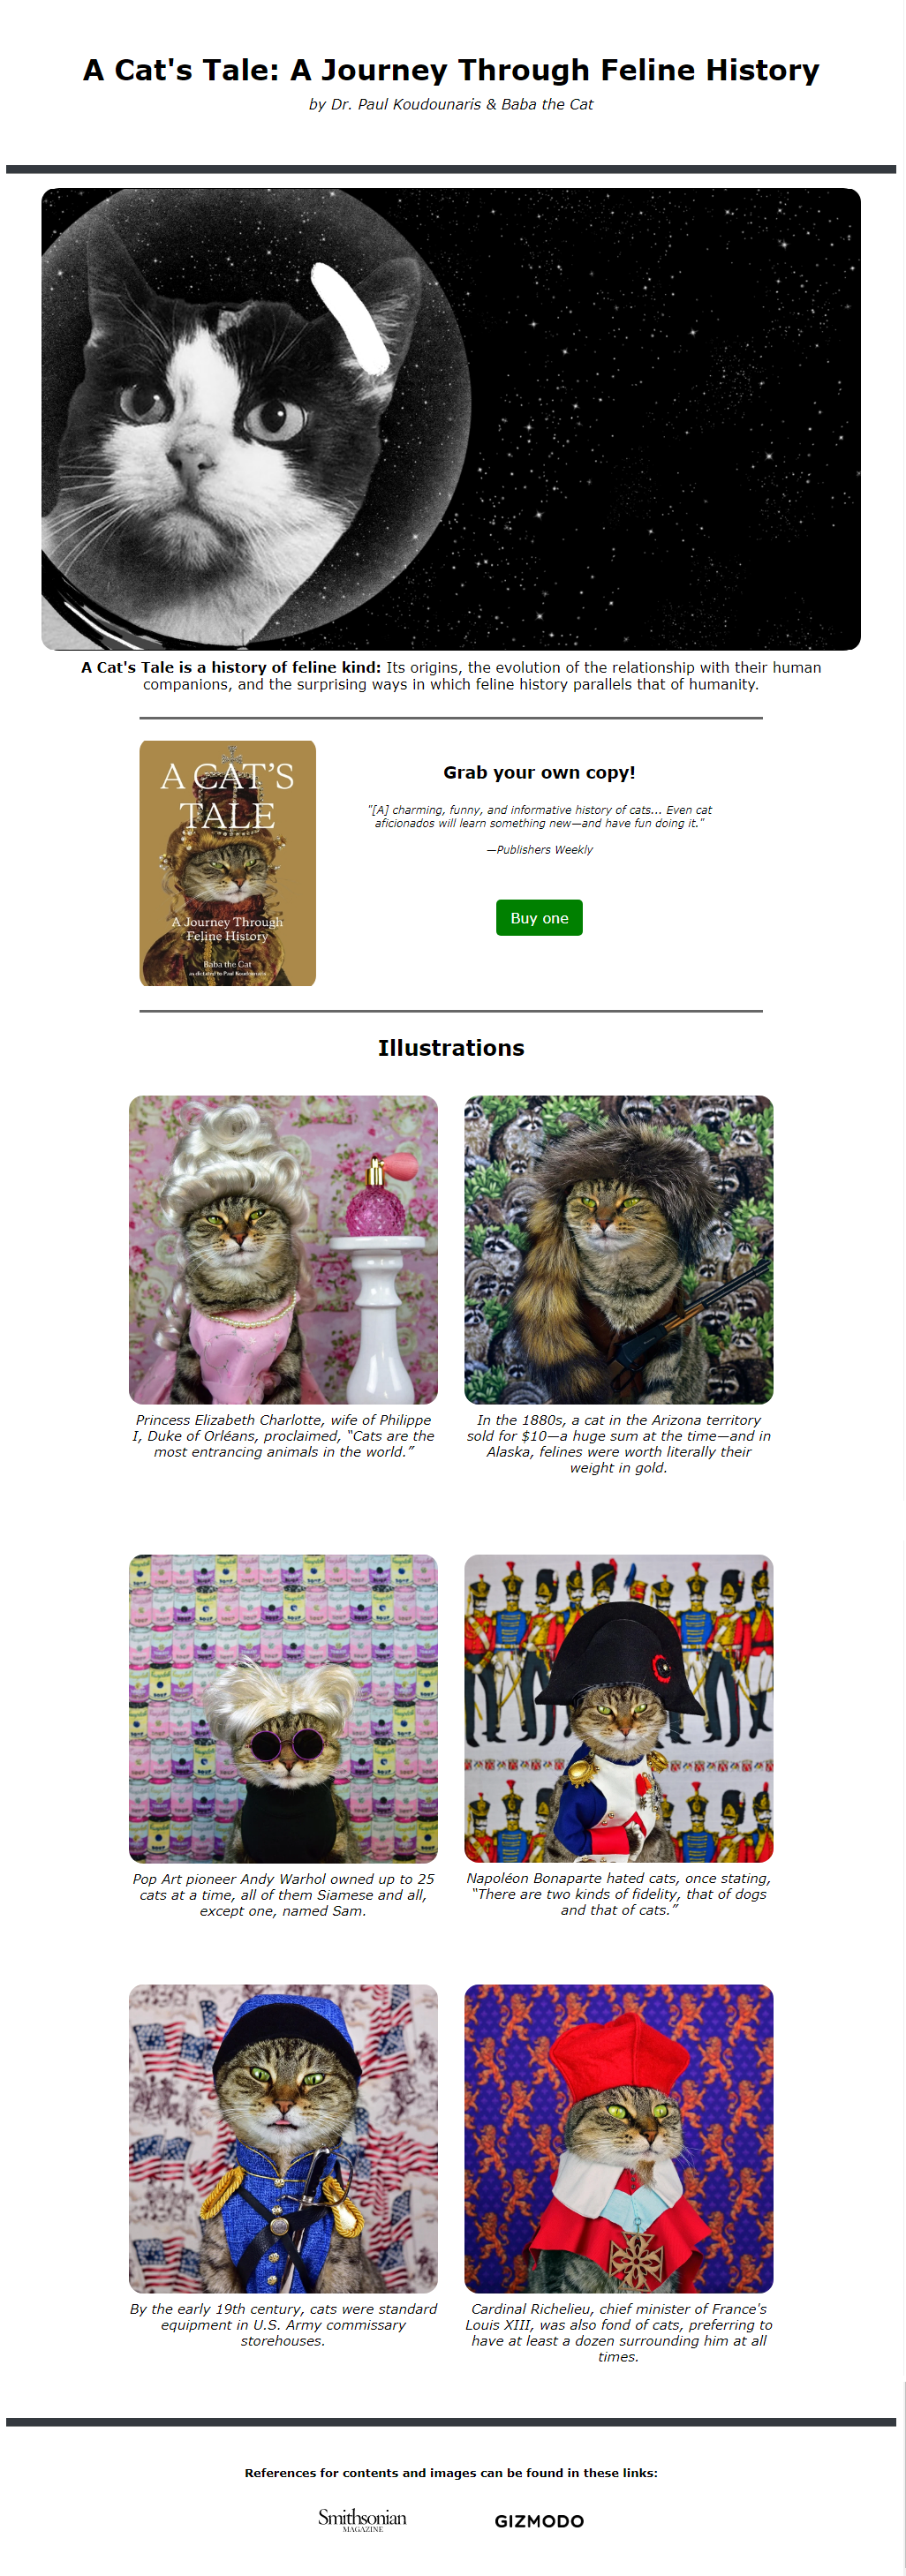 A Cat's Tale: A Journey Through Feline History
by Dr. Paul Koudounaris & Baba the Cat
A Cat's Tale is a history of feline kind: Its origins, the evolution of the relationship with their human
companions, and the surprising ways in which feline history parallels that of humanity.
A CAT'S
TALE
A Journey Through
Feline History
Baba the Cat
as dictated to Paul Koudounaris
Grab your own copy!
"[A] charming, funny, and informative history of cats... Even cat
aficionados will learn something new—and have fun doing it."
—Publishers Weekly
Buy one
Illustrations
Princess Elizabeth Charlotte, wife of Philippe
I, Duke of Orléans, proclaimed, “Cats are the
most entrancing animals in the world.”
In the 1880s, a cat in the Arizona territory
sold for $10—a huge sum at the time—and in
Alaska, felines were worth literally their
weight in gold.
Pop Art pioneer Andy Warhol owned up to 25
cats at a time, all of them Siamese and all,
except one, named Sam.
Napoléon Bonaparte hated cats, once stating,
“There are two kinds of fidelity, that of dogs
and that of cats.”
By the early 19th century, cats were standard
equipment in U.S. Army commissary
storehouses.
Cardinal Richelieu, chief minister of France's
Louis XIII, was also fond of cats, preferring to
have at least a dozen surrounding him at all
times.
References for contents and images can be found in these links:
Smithsonian
MAGAZINE
GIZMODO